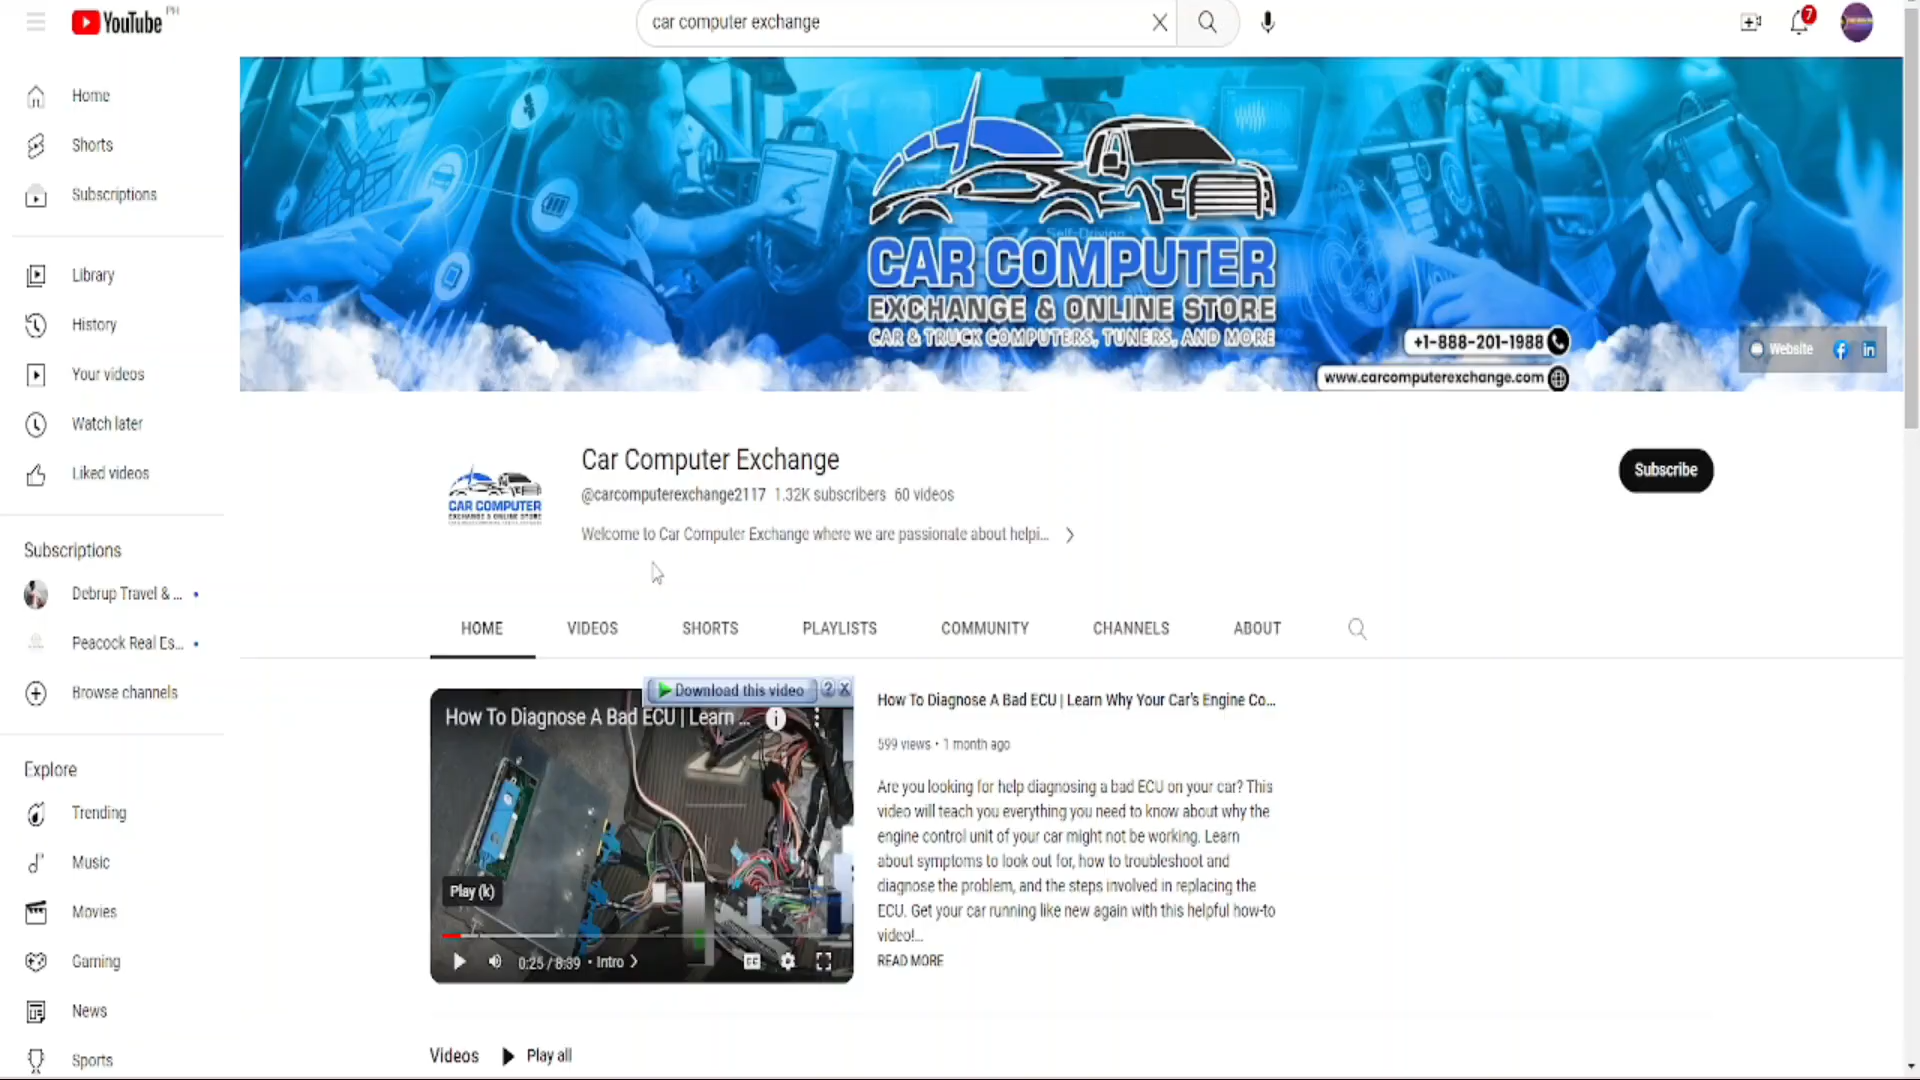 YouTube PH
car computer exchange
7
Home
Shorts
Subscriptions
Library
History
Your videos
Watch later
Liked videos
Subscriptions
Debrup Travel & ...
Peacock Real Es...
Browse channels
Explore
Trending
Music
Movies
Gaming
News
Sports
Self-Driving
CAR COMPUTER
EXCHANGE & ONLINE STORE
CAR & TRUCK COMPUTERS, TUNERS, AND MORE
+1-888-201-1988
www.carcomputerexchange.com
Website
CAR COMPUTER
EXCHANGE & ONLINE STORE
Car Computer Exchange
@carcomputerexchange2117 1.32K subscribers 60 videos
Welcome to Car Computer Exchange where we are passionate about helpi...
Subscribe
HOME VIDEOS SHORTS PLAYLISTS COMMUNITY CHANNELS ABOUT
Download this video ? X
How To Diagnose A Bad ECU | Learn ...
Play (k)
0:25 / 8:39 • Intro
CC
How To Diagnose A Bad ECU | Learn Why Your Car's Engine Co...
599 views • 1 month ago
Are you looking for help diagnosing a bad ECU on your car? This
video will teach you everything you need to know about why the
engine control unit of your car might not be working. Learn
about symptoms to look out for, how to troubleshoot and
diagnose the problem, and the steps involved in replacing the
ECU. Get your car running like new again with this helpful how-to
video!...
READ MORE
Videos Play all